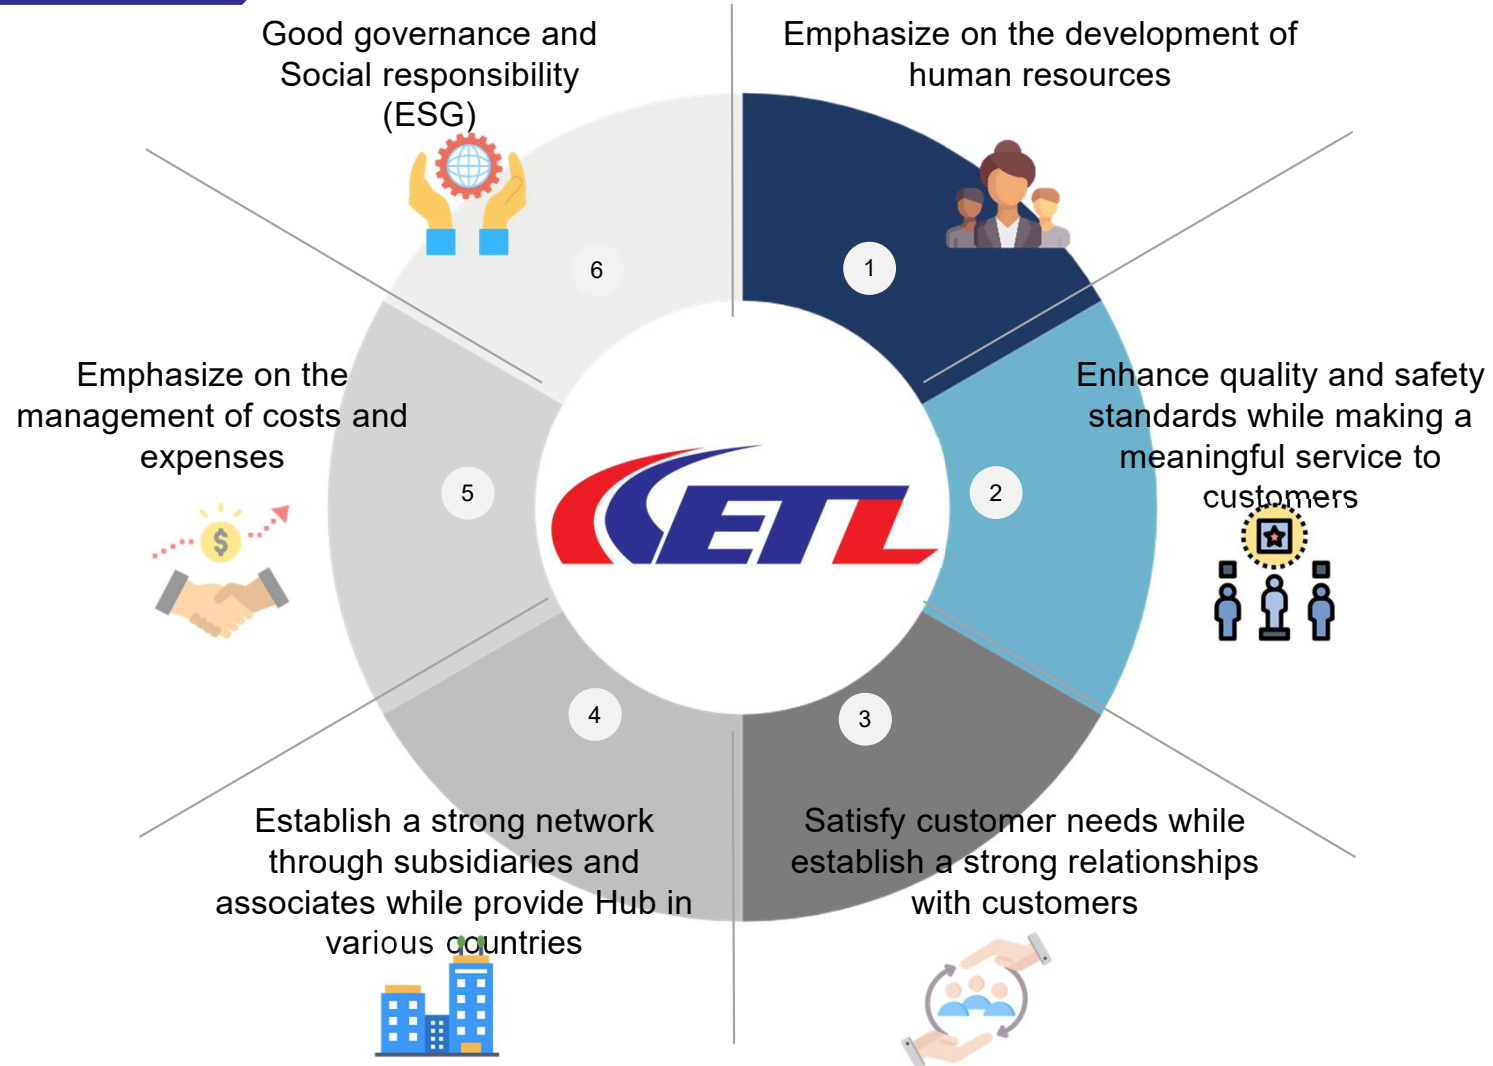 Good governance and
Social responsibility
(ESG)
Emphasize on the development of
human resources
6
1
Emphasize on the
management of costs and
expenses
Enhance quality and safety
standards while making a
meaningful service to
customers
5
ETL
2
$
4
3
Establish a strong network
through subsidiaries and
associates while provide Hub in
various countries
Satisfy customer needs while
establish a strong relationships
with customers